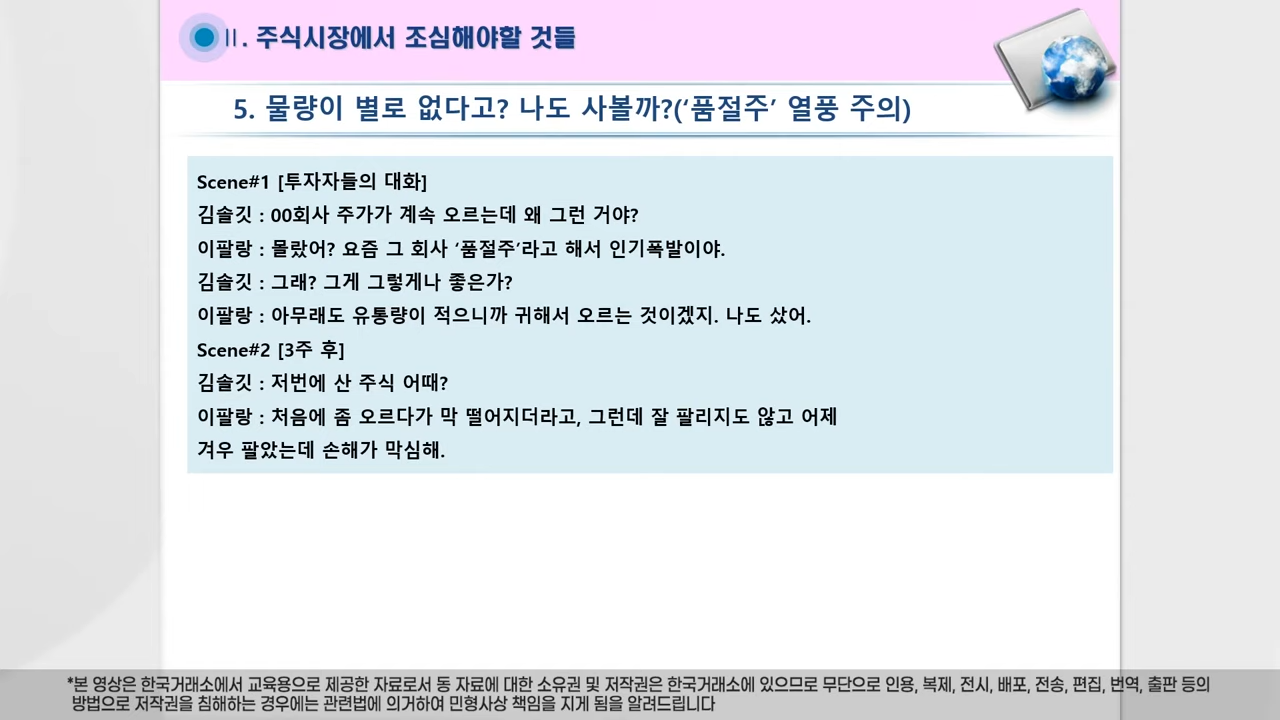 Ⅱ. 주식시장에서 조심해야할 것들
5. 물량이 별로 없다고? 나도 사볼까?('품절주' 열풍 주의)
Scene#1 [투자자들의 대화]
김솔깃 : 00회사 주가가 계속 오르는데 왜 그런 거야?
이팔랑 : 몰랐어? 요즘 그 회사 '품절주'라고 해서 인기폭발이야.
김솔깃 : 그래? 그게 그렇게나 좋은가?
이팔랑 : 아무래도 유통량이 적으니까 귀해서 오르는 것이겠지. 나도 샀어.
Scene#2 [3주 후]
김솔깃 : 저번에 산 주식 어때?
이팔랑 : 처음에 좀 오르다가 막 떨어지더라고, 그런데 잘 팔리지도 않고 어제
겨우 팔았는데 손해가 막심해.
*본 영상은 한국거래소에서 교육용으로 제공한 자료로서 동 자료에 대한 소유권 및 저작권은 한국거래소에 있으므로 무단으로 인용, 복제, 전시, 배포, 전송, 편집, 번역, 출판 등의
방법으로 저작권을 침해하는 경우에는 관련법에 의거하여 민형사상 책임을 지게 됨을 알려드립니다